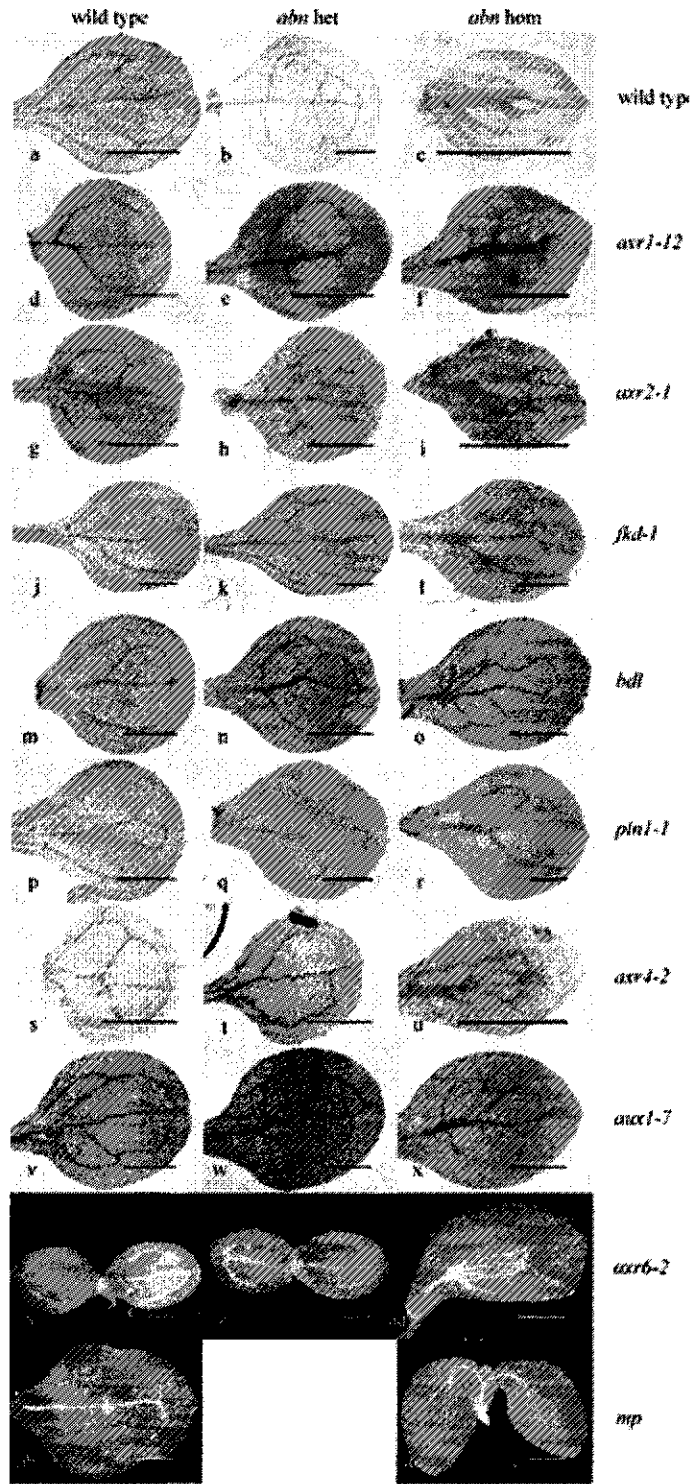 wild type abn het abn hom
a b c wild type
d e f axr1-12
g h i axr2-1
j k l fkd-1
m n o bdl
p q r pin1-1
s t u axr4-2
v w x aux1-7
axr6-2
mp